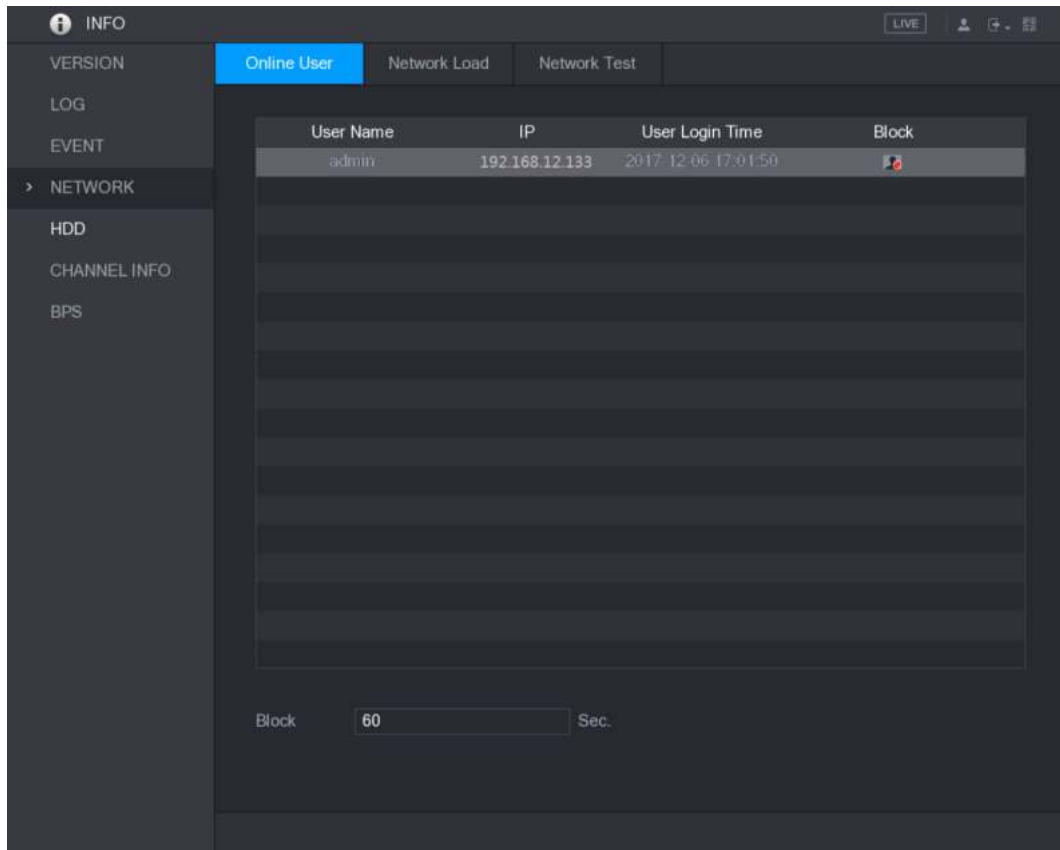 INFO LIVE
VERSION
LOG
EVENT
NETWORK
HDD
CHANNEL INFO
BPS
Online User Network Load Network Test
User Name IP User Login Time Block
admin 192.168.12.133 2017-12-06 17:01:50
Block 60 Sec.